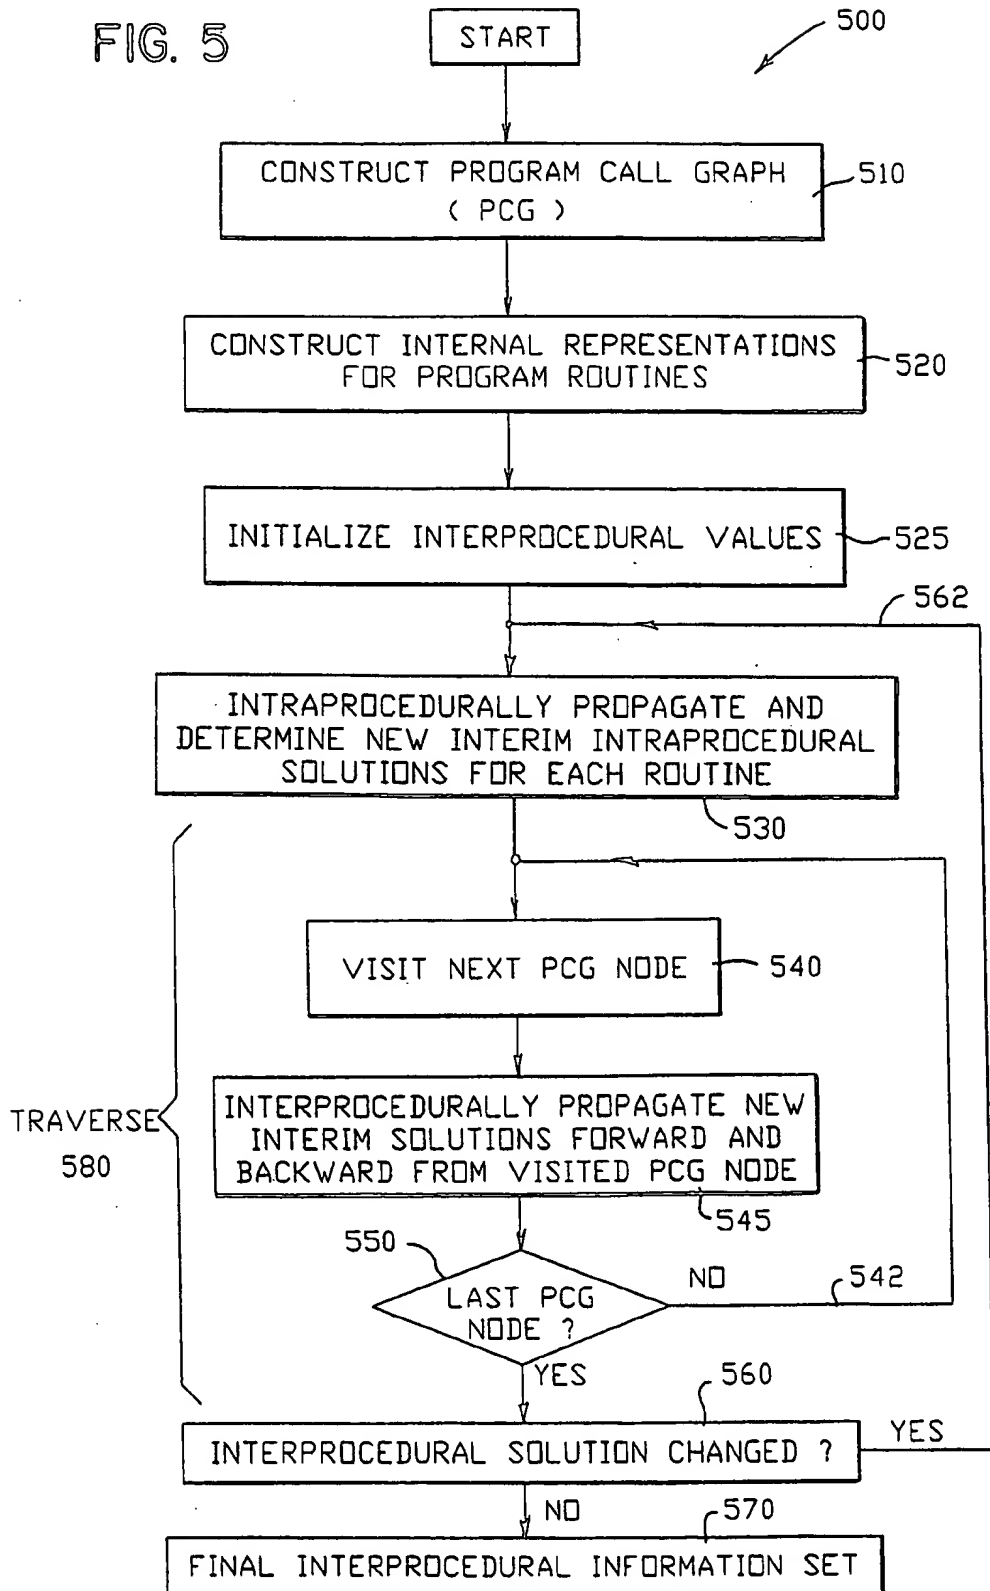 FIG. 5
START
500
CONSTRUCT PROGRAM CALL GRAPH
( PCG )
510
CONSTRUCT INTERNAL REPRESENTATIONS
FOR PROGRAM ROUTINES
520
INITIALIZE INTERPROCEDURAL VALUES
525
562
INTRAPROCEDURALLY PROPAGATE AND
DETERMINE NEW INTERIM INTRAPROCEDURAL
SOLUTIONS FOR EACH ROUTINE
530
VISIT NEXT PCG NODE
540
TRAVERSE
580
INTERPROCEDURALLY PROPAGATE NEW
INTERIM SOLUTIONS FORWARD AND
BACKWARD FROM VISITED PCG NODE
545
550
LAST PCG
NODE ?
NO
542
YES
560
INTERPROCEDURAL SOLUTION CHANGED ?
YES
NO
570
FINAL INTERPROCEDURAL INFORMATION SET